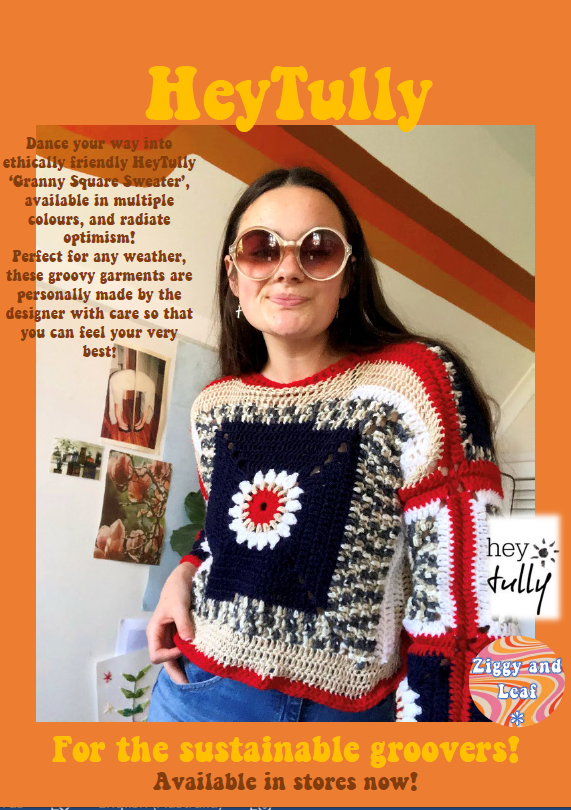 HeyTully
Dance your way into
ethically friendly HeyTully
‘Granny Square Sweater’,
available in multiple
colours, and radiate
optimism!
Perfect for any weather,
these groovy garments are
personally made by the
designer with care so that
you can feel your very
best!
hey
tully
Ziggy and
Leaf
For the sustainable groovers!
Available in stores now!